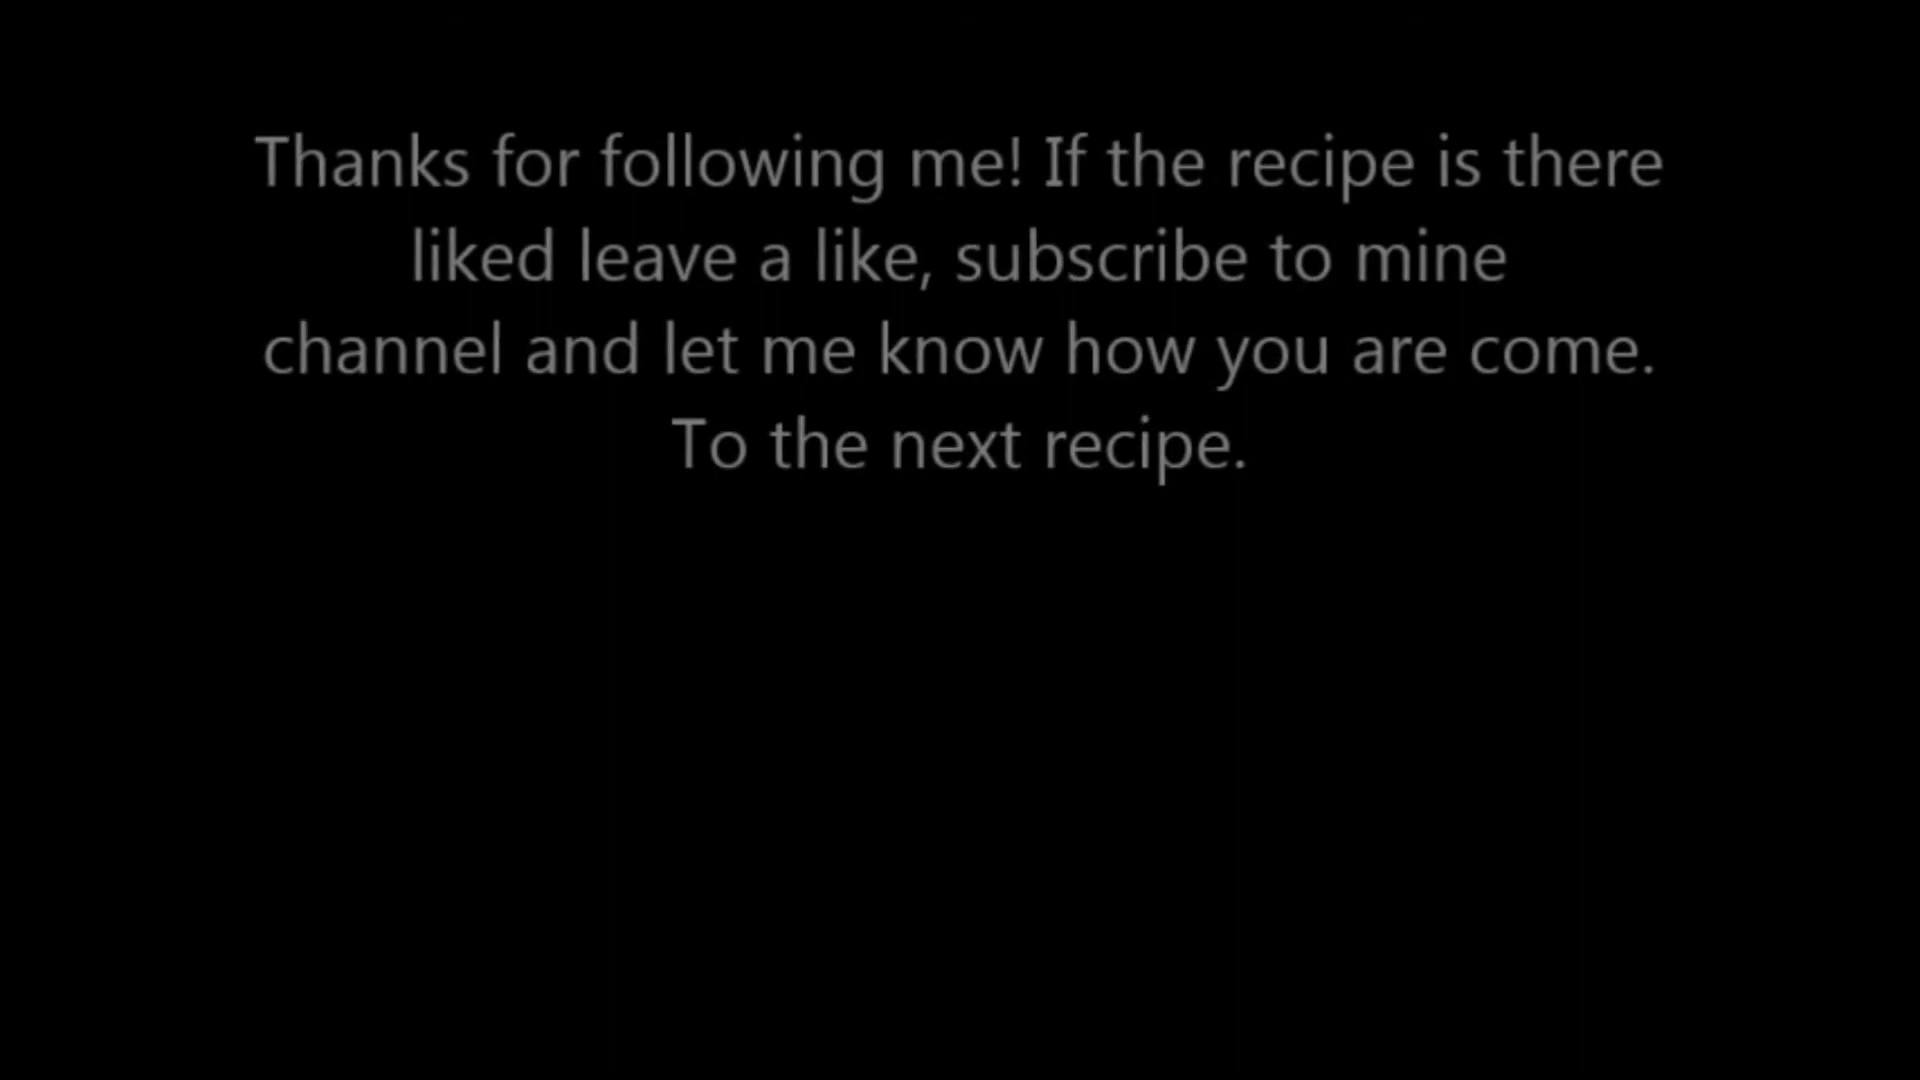 Thanks for following me! If the recipe is there
liked leave a like, subscribe to mine
channel and let me know how you are come.
To the next recipe.